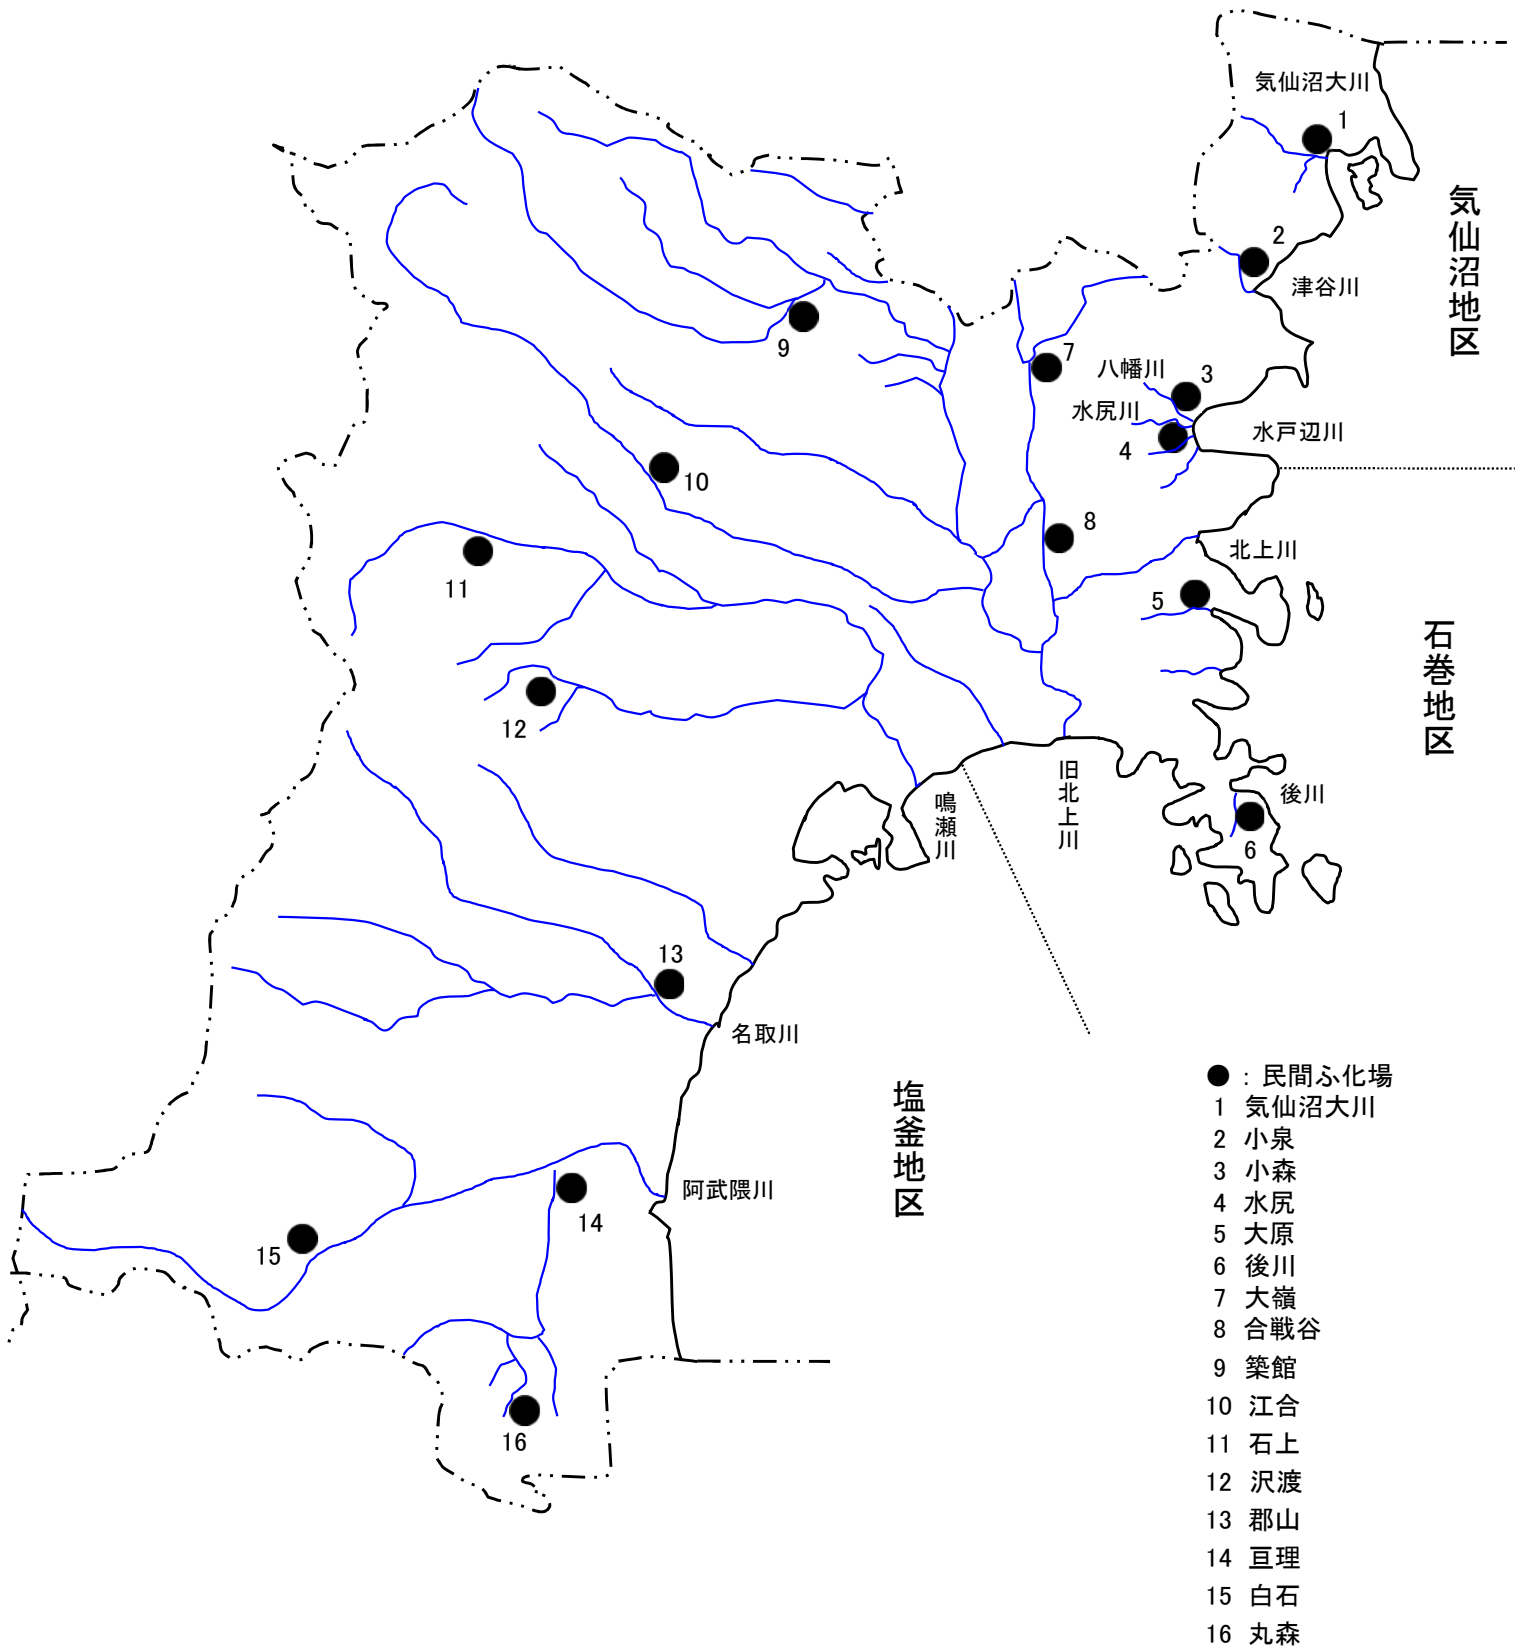 気仙沼大川
1
気仙沼地区
2
津谷川
9
7
八幡川
3
水尻川
4
水戸辺川
10
8
北上川
11
5
石巻地区
12
旧北上川
後川
鳴瀬川
6
13
名取川
塩釜地区
阿武隈川
14
15
16
●：民間ふ化場
1 気仙沼大川
2 小泉
3 小森
4 水尻
5 大原
6 後川
7 大嶺
8 合戦谷
9 築館
10 江合
11 石上
12 沢渡
13 郡山
14 亘理
15 白石
16 丸森